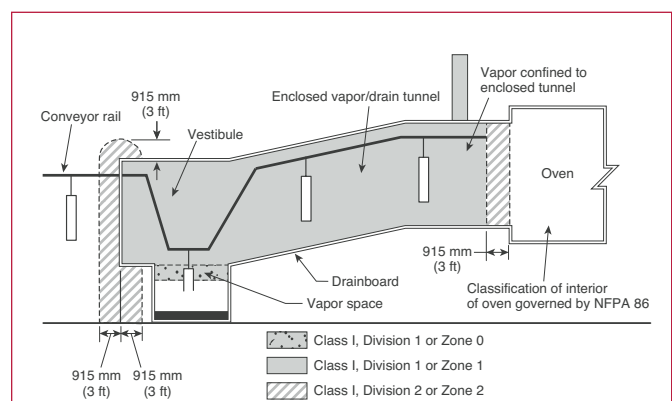 915 mm
(3 ft)
Conveyor rail
Vestibule
Enclosed vapor/drain tunnel
Vapor confined to
enclosed tunnel
Oven
915 mm
(3 ft)
Drainboard
Vapor space
Classification of interior
of oven governed by NFPA 86
915 mm
(3 ft)
915 mm
(3 ft)
Class I, Division 1 or Zone 0
Class I, Division 1 or Zone 1
Class I, Division 2 or Zone 2